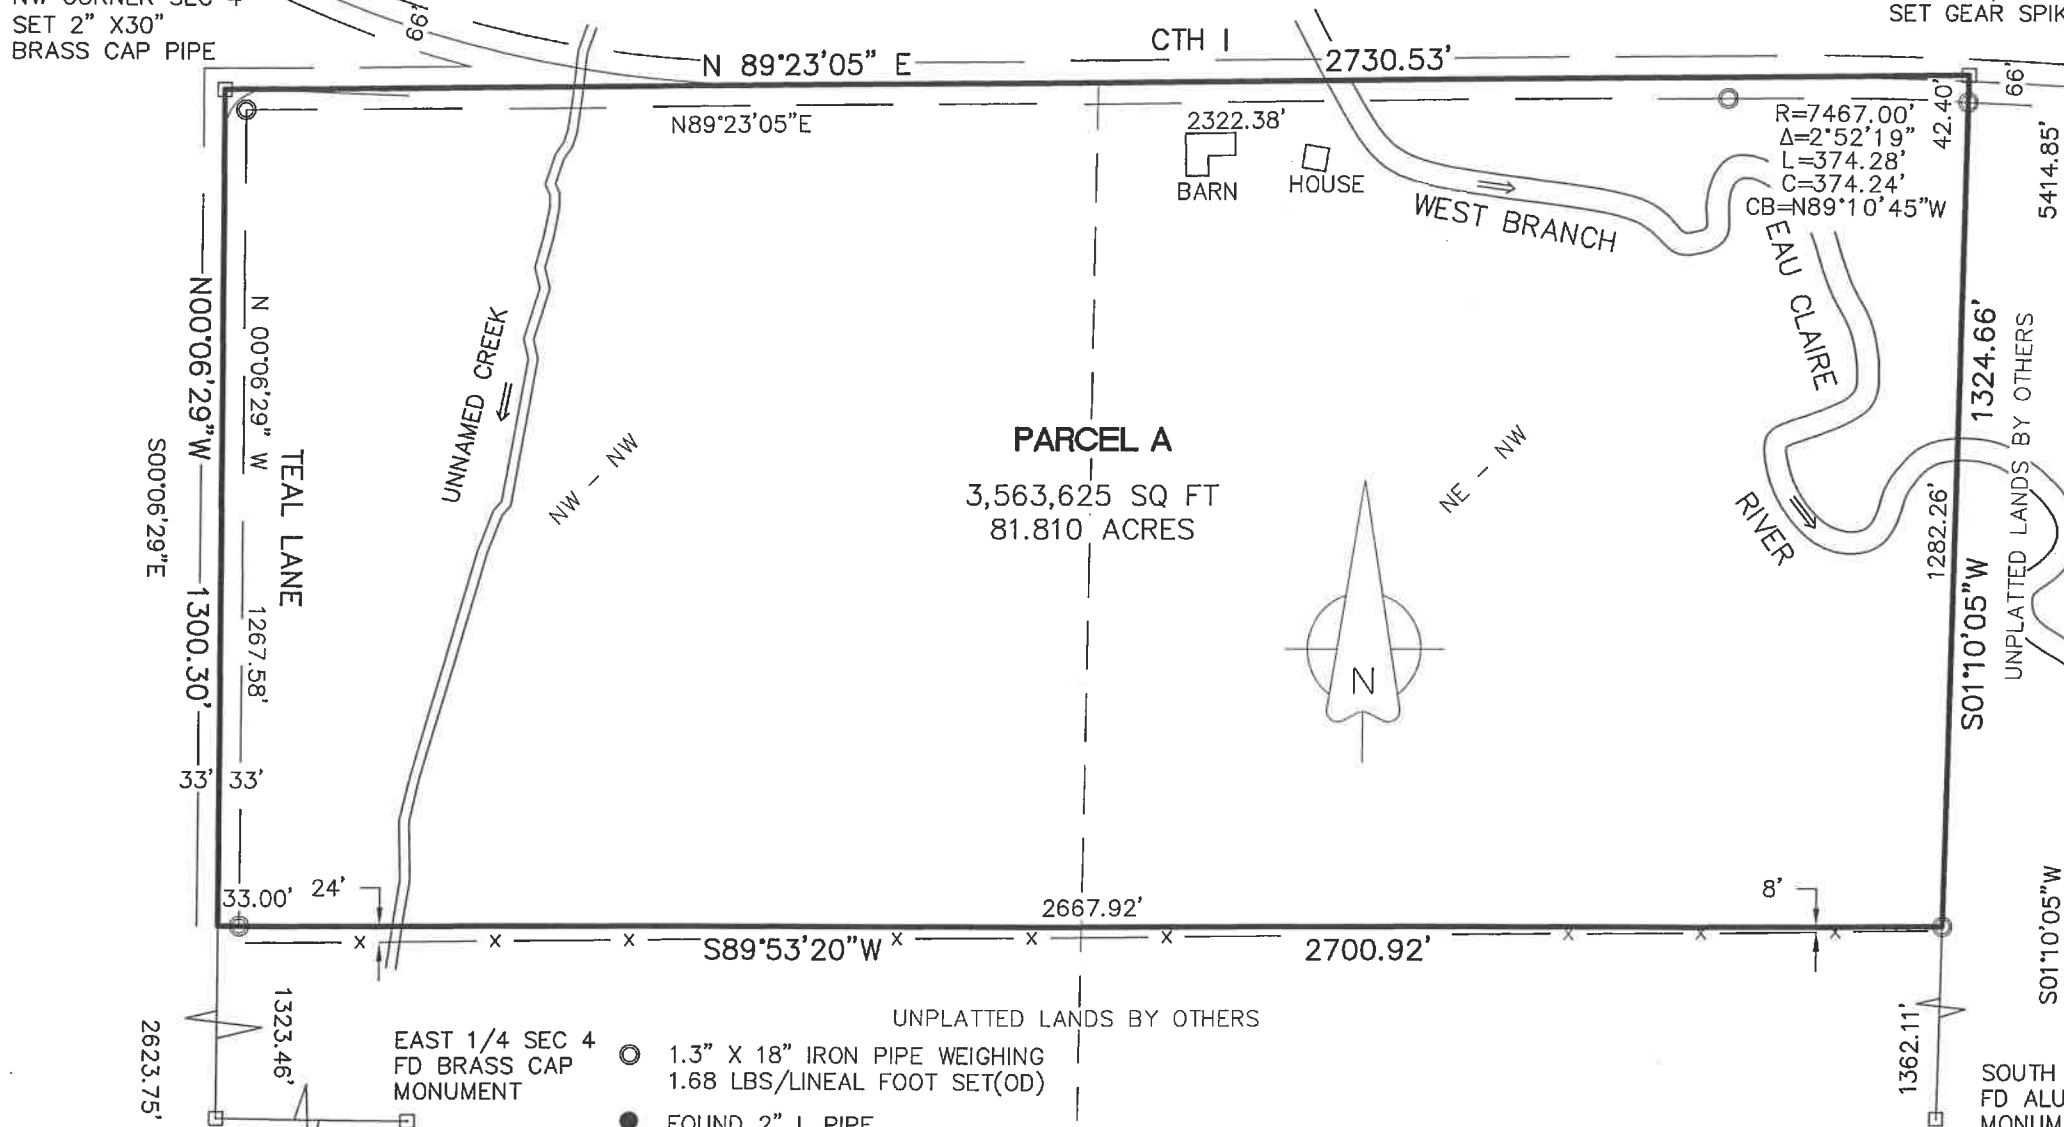 NW CORNER SEC 4
SET 2" X30"
BRASS CAP PIPE
SET GEAR SPIK
CTH I
N 89°23'05" E
2730.53'
N89°23'05"E
2322.38'
BARN
HOUSE
R=7467.00'
Δ=2°52'19"
L=374.28'
C=374.24'
CB=N89°10'45"W
42.40'
66'
5414.85'
WEST BRANCH
EAU CLAIRE
RIVER
N00°06'29"W
1300.30'
S00°06'29"E
N 00°06'29" W
1267.58'
TEAL LANE
UNNAMED CREEK
NW - NW
NE - NW
PARCEL A
3,563,625 SQ FT
81.810 ACRES
N
1324.66'
S01°10'05"W
1282.26'
UNPLATTED LANDS BY OTHERS
33'
33'
33.00'
24'
2667.92'
8'
S89°53'20"W
2700.92'
S01°10'05"W
UNPLATTED LANDS BY OTHERS
2623.75'
1323.46'
1362.11'
EAST 1/4 SEC 4
FD BRASS CAP
MONUMENT
1.3" X 18" IRON PIPE WEIGHING
1.68 LBS/LINEAL FOOT SET(OD)
FOUND 2" I. PIPE
SOUTH
FD ALU
MONUM